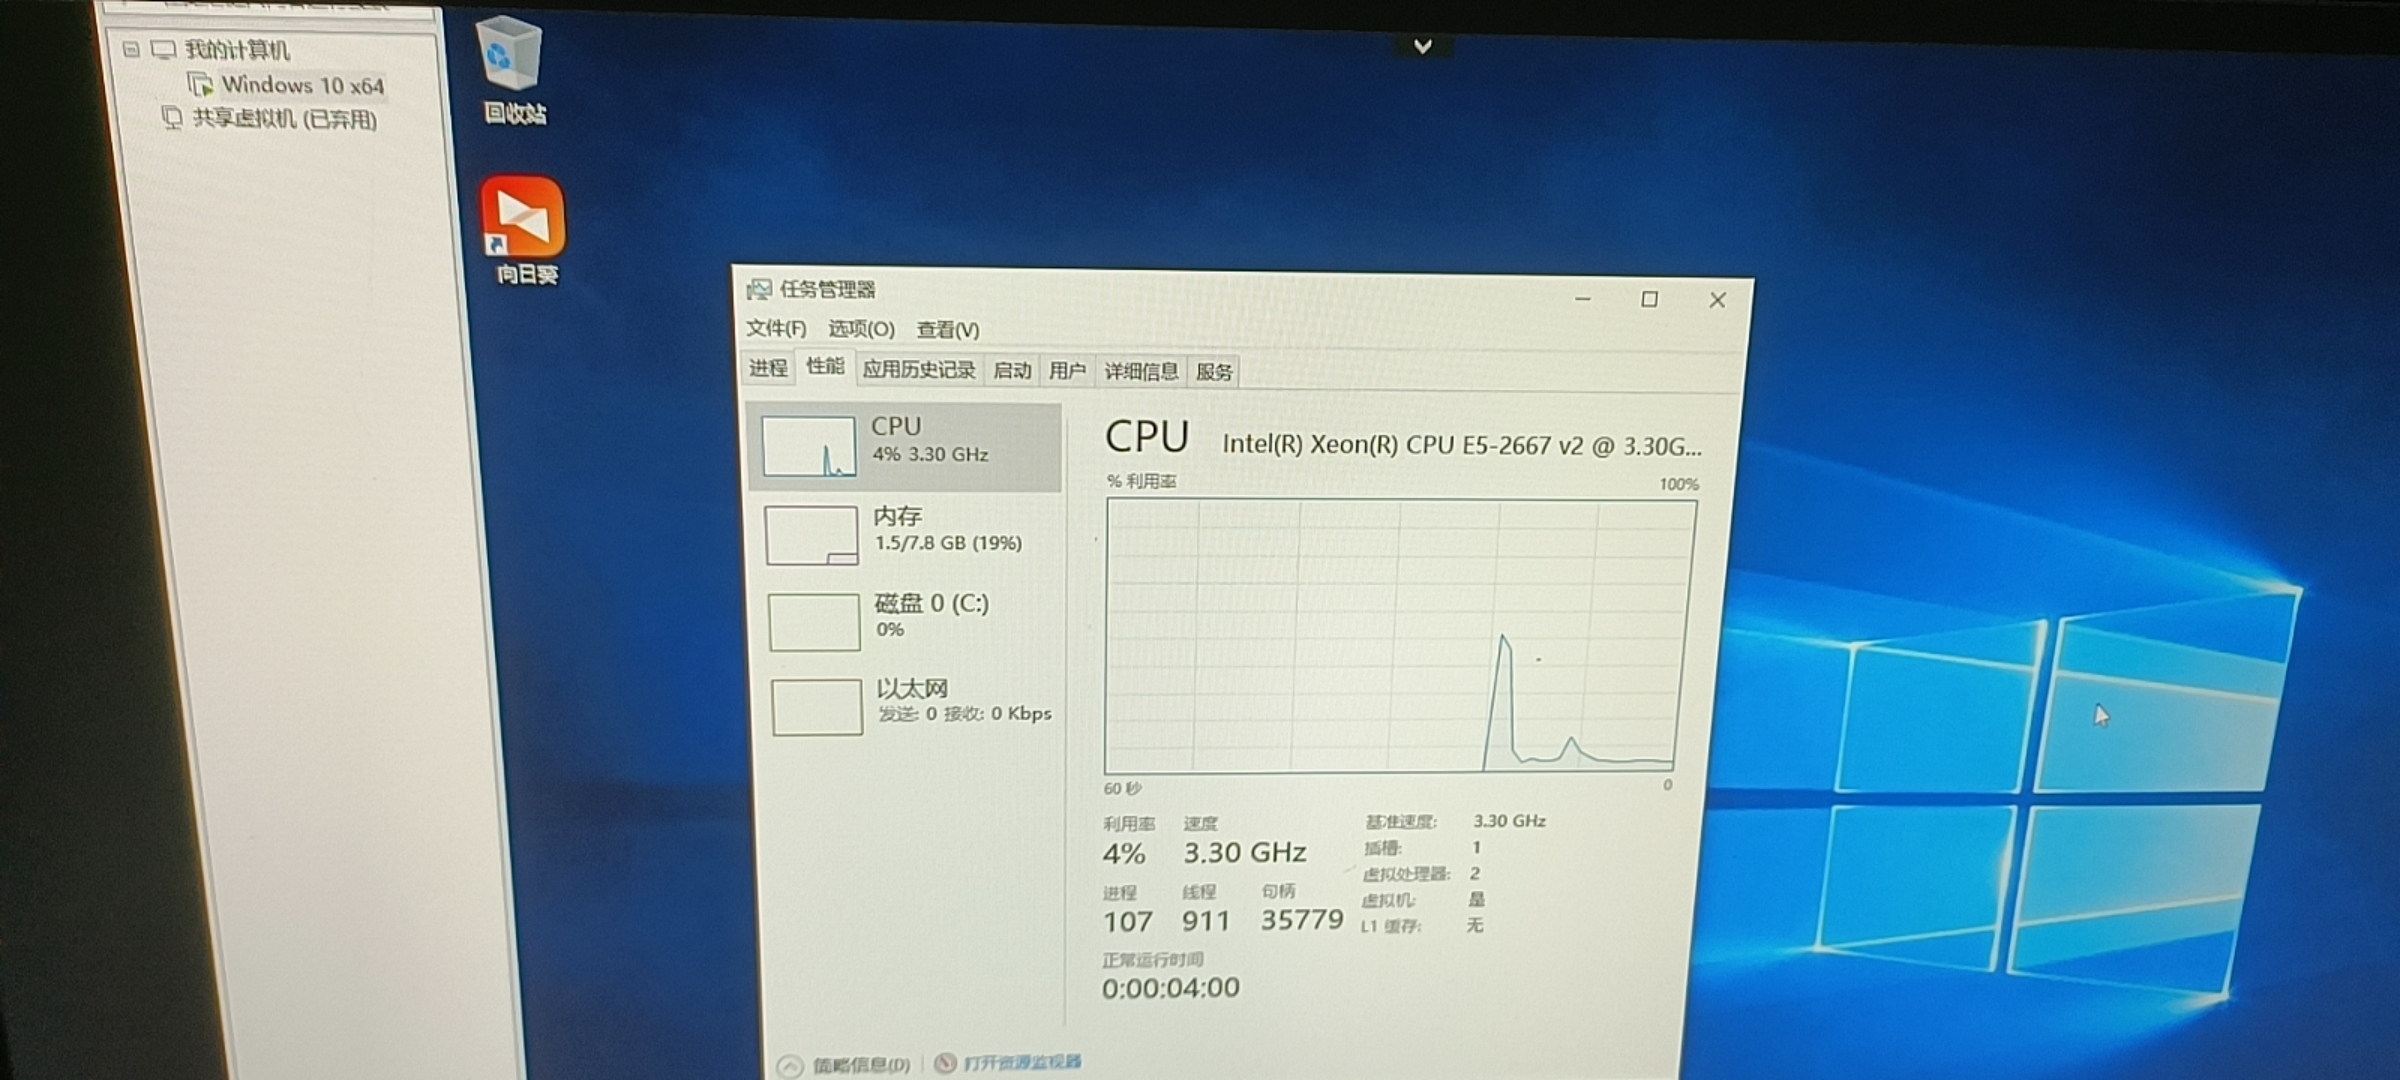 我的计算机
Windows 10 x64
共享虚拟机 (已弃用)
回收站
向日葵
任务管理器
文件(F) 选项(O) 查看(V)
进程 性能 应用历史记录 启动 用户 详细信息 服务
CPU
4% 3.30 GHz
内存
1.5/7.8 GB (19%)
磁盘 0 (C:)
0%
以太网
发送: 0 接收: 0 Kbps
CPU Intel(R) Xeon(R) CPU E5-2667 v2 @ 3.30G...
% 利用率 100%
60 秒 0
利用率 速度
4% 3.30 GHz
进程 线程 句柄
107 911 35779
正常运行时间
0:00:04:00
基准速度: 3.30 GHz
插槽: 1
虚拟处理器: 2
虚拟机: 是
L1 缓存: 无
简略信息(D) 打开资源监视器